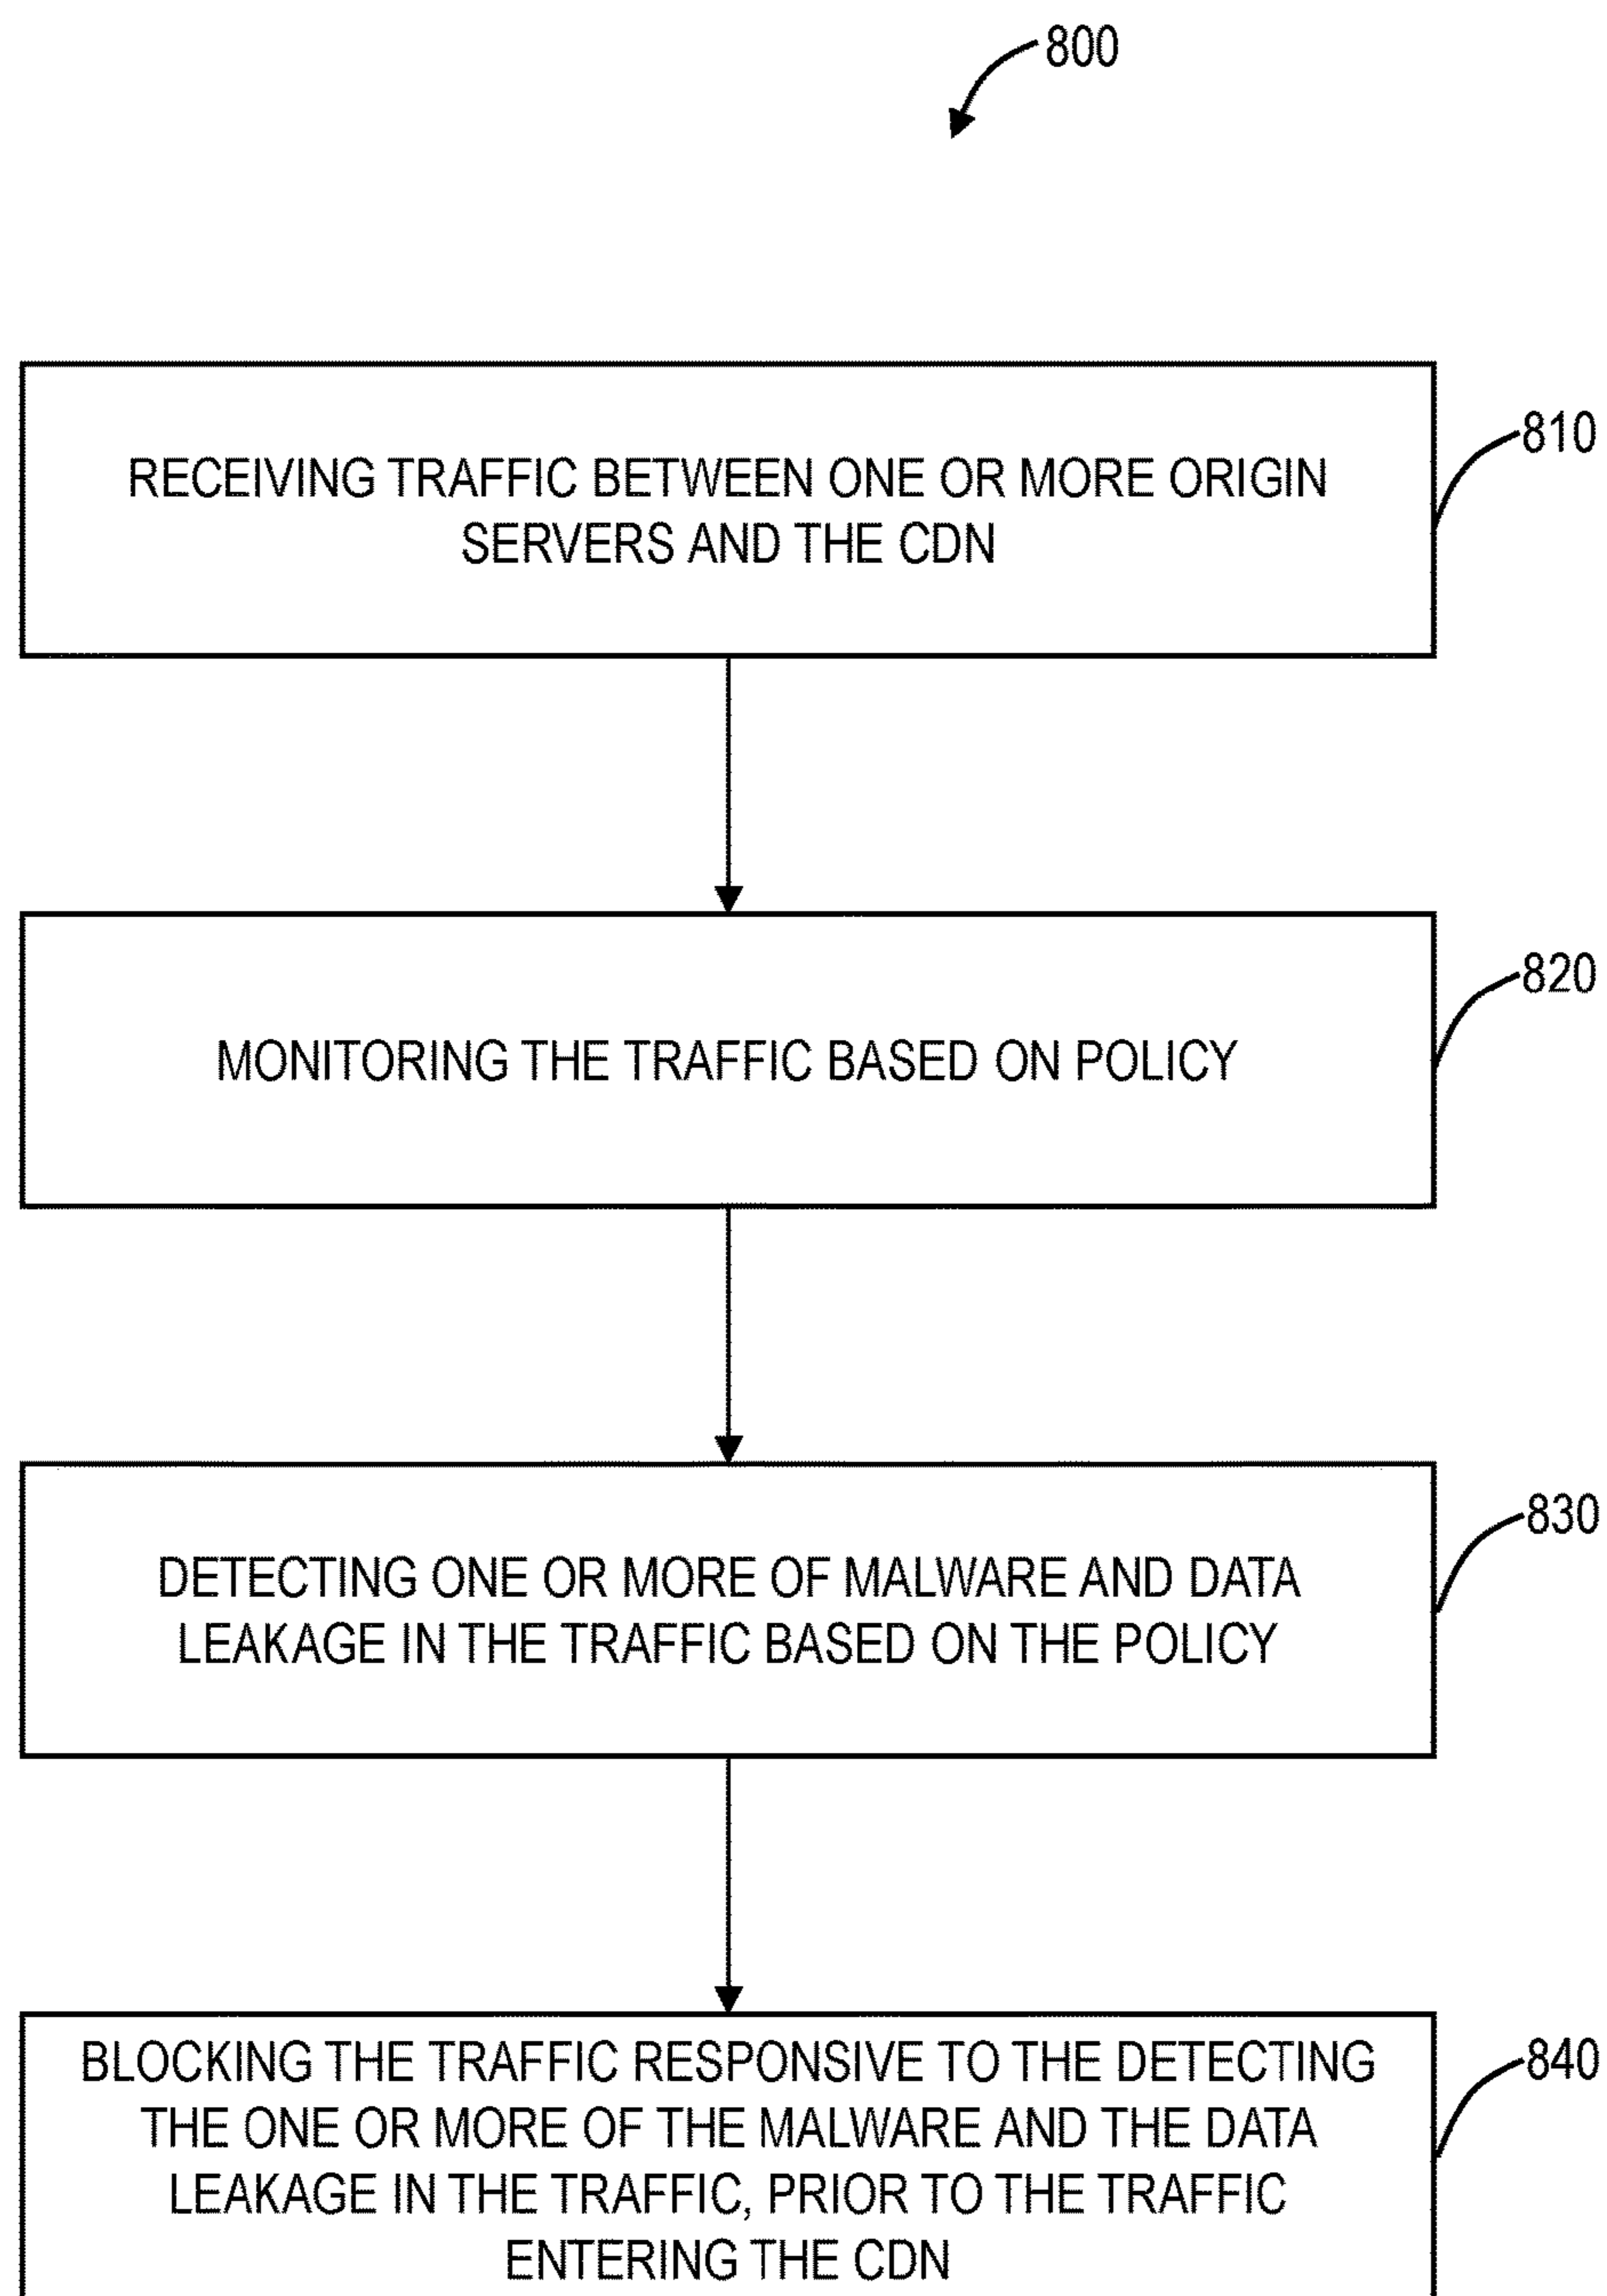 800
RECEIVING TRAFFIC BETWEEN ONE OR MORE ORIGIN
SERVERS AND THE CDN
810
MONITORING THE TRAFFIC BASED ON POLICY
820
DETECTING ONE OR MORE OF MALWARE AND DATA
LEAKAGE IN THE TRAFFIC BASED ON THE POLICY
830
BLOCKING THE TRAFFIC RESPONSIVE TO THE DETECTING
THE ONE OR MORE OF THE MALWARE AND THE DATA
LEAKAGE IN THE TRAFFIC, PRIOR TO THE TRAFFIC
ENTERING THE CDN
840